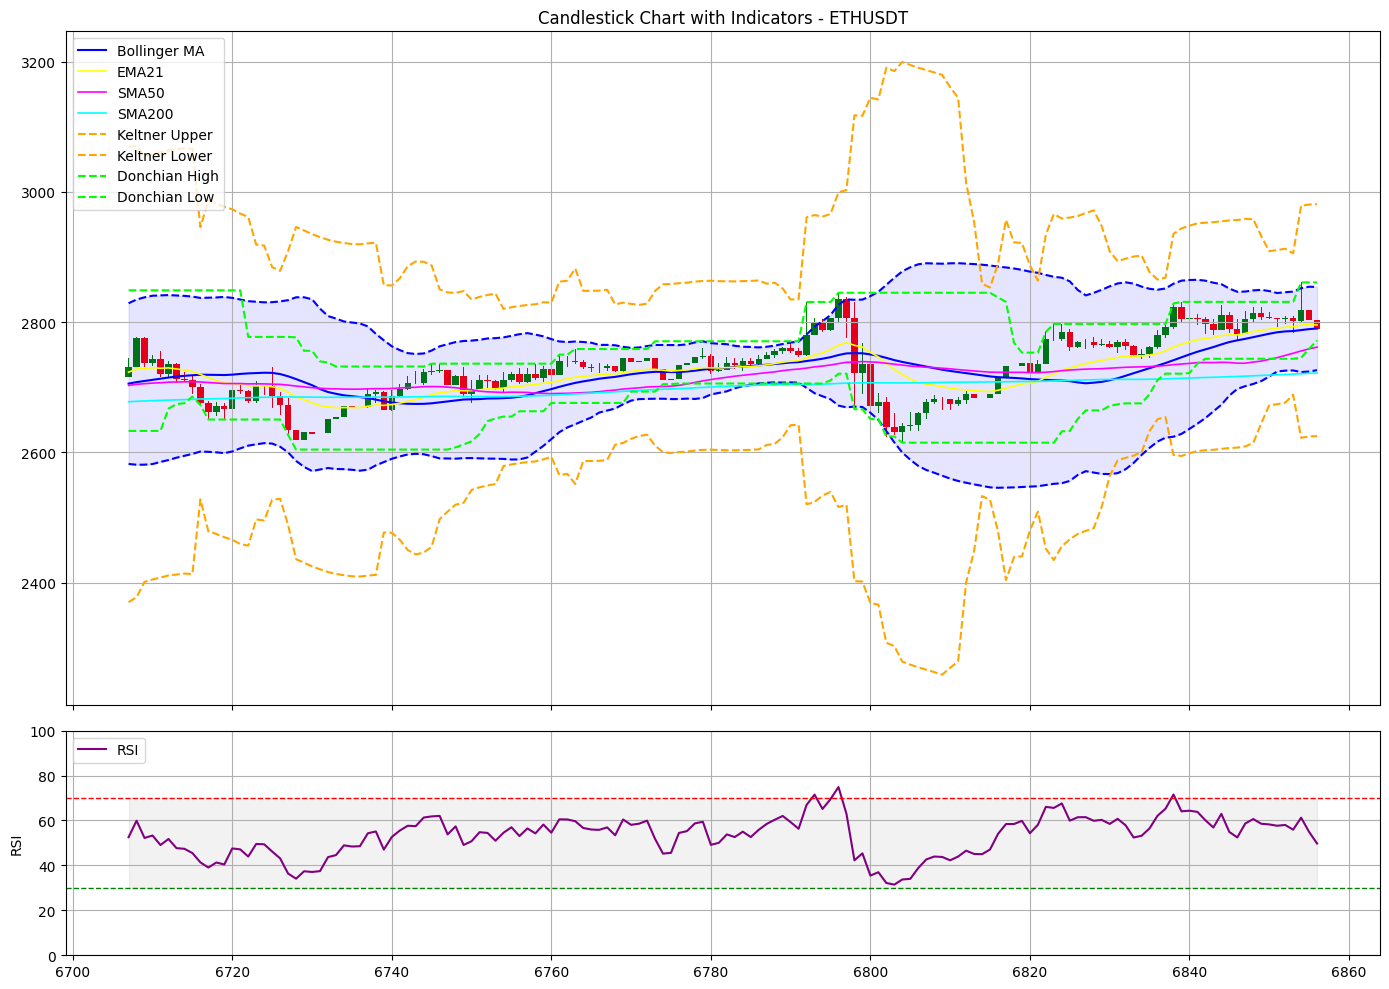 Candlestick Chart with Indicators - ETHUSDT
Bollinger MA
EMA21
SMA50
SMA200
Keltner Upper
Keltner Lower
Donchian High
Donchian Low
3200
3000
2800
2600
2400
RSI
100
80
60
40
20
0
RSI
6700 6720 6740 6760 6780 6800 6820 6840 6860